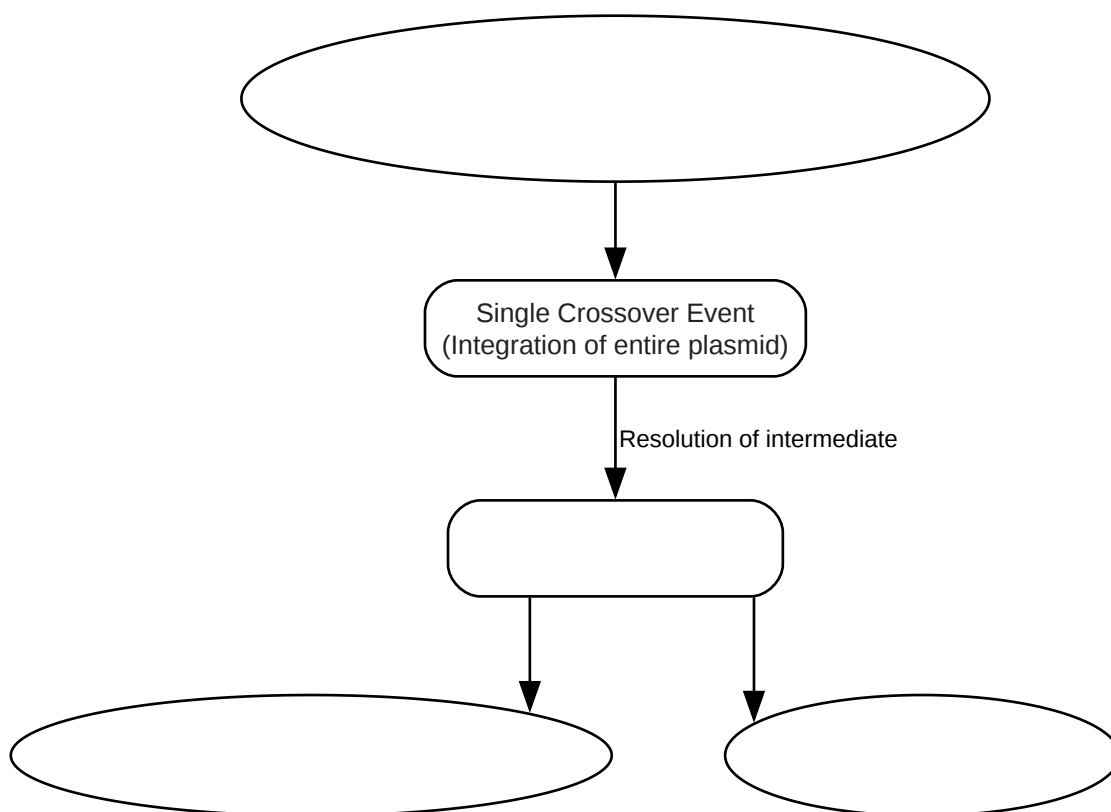 Single Crossover Event
(Integration of entire plasmid)
Resolution of intermediate